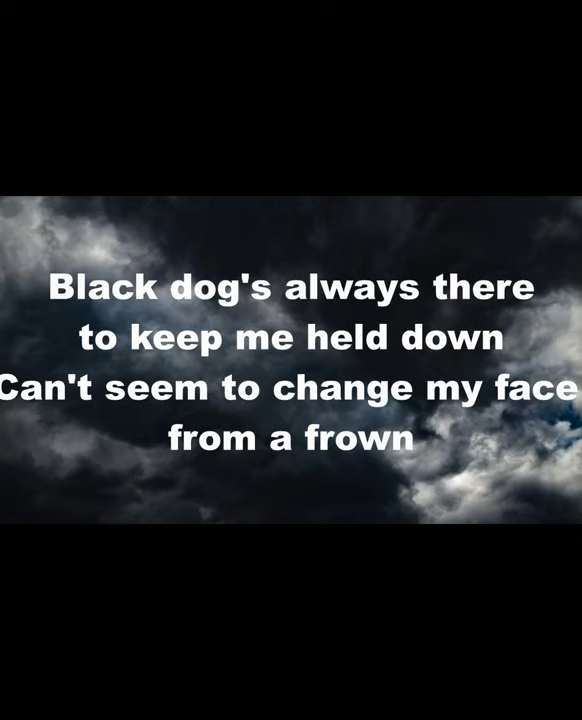 Black dog's always there
to keep me held down
Can't seem to change my face
from a frown